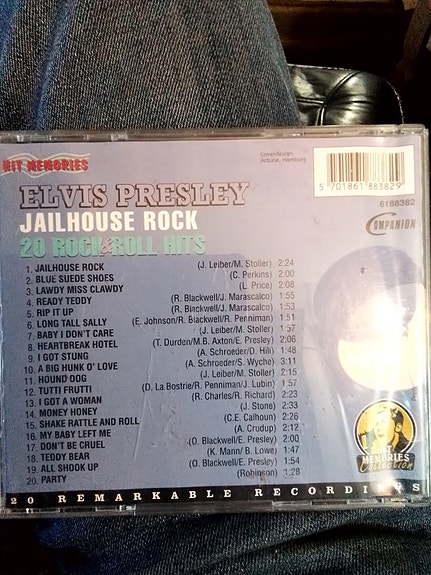 HIT MEMORIES
Coverdesign:
ArtLine, Hamburg
5 701861 883829
6188382
COMPANION
ELVIS PRESLEY
JAILHOUSE ROCK
20 ROCK & ROLL HITS
1. JAILHOUSE ROCK (J. Leiber/M. Stoller) 2:24
2. BLUE SUEDE SHOES (C. Perkins) 2:00
3. LAWDY MISS CLAWDY (L. Price) 2:08
4. READY TEDDY (R. Blackwell/J. Marascalco) 1:55
5. RIP IT UP (R. Blackwell/J. Marascalco) 1:53
6. LONG TALL SALLY (E. Johnson/R. Blackwell/R. Penniman) 1:51
7. BABY I DON'T CARE (J. Leiber/M. Stoller) 1:57
8. HEARTBREAK HOTEL (T. Durden/M.B. Axton/E. Presley) 2:06
9. I GOT STUNG (A. Schroeder/D. Hill) 1:48
10. A BIG HUNK O' LOVE (A. Schroeder/S. Wyche) 3:11
11. HOUND DOG (J. Leiber/M. Stoller) 2:15
12. TUTTI FRUTTI (D. La Bostrie/R. Penniman/J. Lubin) 1:57
13. I GOT A WOMAN (R. Charles/R. Richard) 2:23
14. MONEY HONEY (J. Stone) 2:33
15. SHAKE RATTLE AND ROLL (C.E. Calhoun) 2:26
16. MY BABY LEFT ME (A. Crudup) 2:12
17. DON'T BE CRUEL (O. Blackwell/E. Presley) 2:00
18. TEDDY BEAR (K. Mann/B. Lowe) 1:47
19. ALL SHOOK UP (O. Blackwell/E. Presley) 1:54
20. PARTY (Robinson) 1:28
MEMORIES
Collection
20 REMARKABLE RECORDINGS